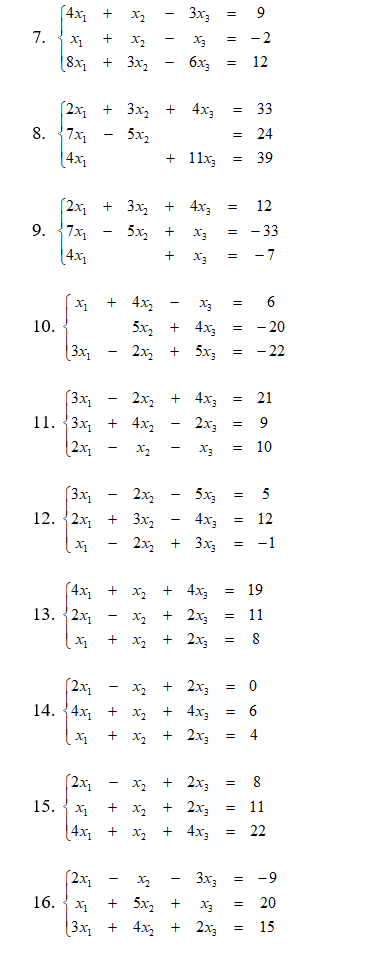 4x₁ + x₂ − 3x₃ = 9
7. x₁ + x₂ − x₃ = −2
8x₁ + 3x₂ − 6x₃ = 12
2x₁ + 3x₂ + 4x₃ = 33
8. 7x₁ − 5x₂ = 24
4x₁ + 11x₃ = 39
2x₁ + 3x₂ + 4x₃ = 12
9. 7x₁ − 5x₂ + x₃ = −33
4x₁ + x₃ = −7
x₁ + 4x₂ − x₃ = 6
10. 5x₂ + 4x₃ = −20
3x₁ − 2x₂ + 5x₃ = −22
3x₁ − 2x₂ + 4x₃ = 21
11. 3x₁ + 4x₂ − 2x₃ = 9
2x₁ − x₂ − x₃ = 10
3x₁ − 2x₂ − 5x₃ = 5
12. 2x₁ + 3x₂ − 4x₃ = 12
x₁ − 2x₂ + 3x₃ = −1
4x₁ + x₂ + 4x₃ = 19
13. 2x₁ − x₂ + 2x₃ = 11
x₁ + x₂ + 2x₃ = 8
2x₁ − x₂ + 2x₃ = 0
14. 4x₁ + x₂ + 4x₃ = 6
x₁ + x₂ + 2x₃ = 4
2x₁ − x₂ + 2x₃ = 8
15. x₁ + x₂ + 2x₃ = 11
4x₁ + x₂ + 4x₃ = 22
2x₁ − x₂ − 3x₃ = −9
16. x₁ + 5x₂ + x₃ = 20
3x₁ + 4x₂ + 2x₃ = 15